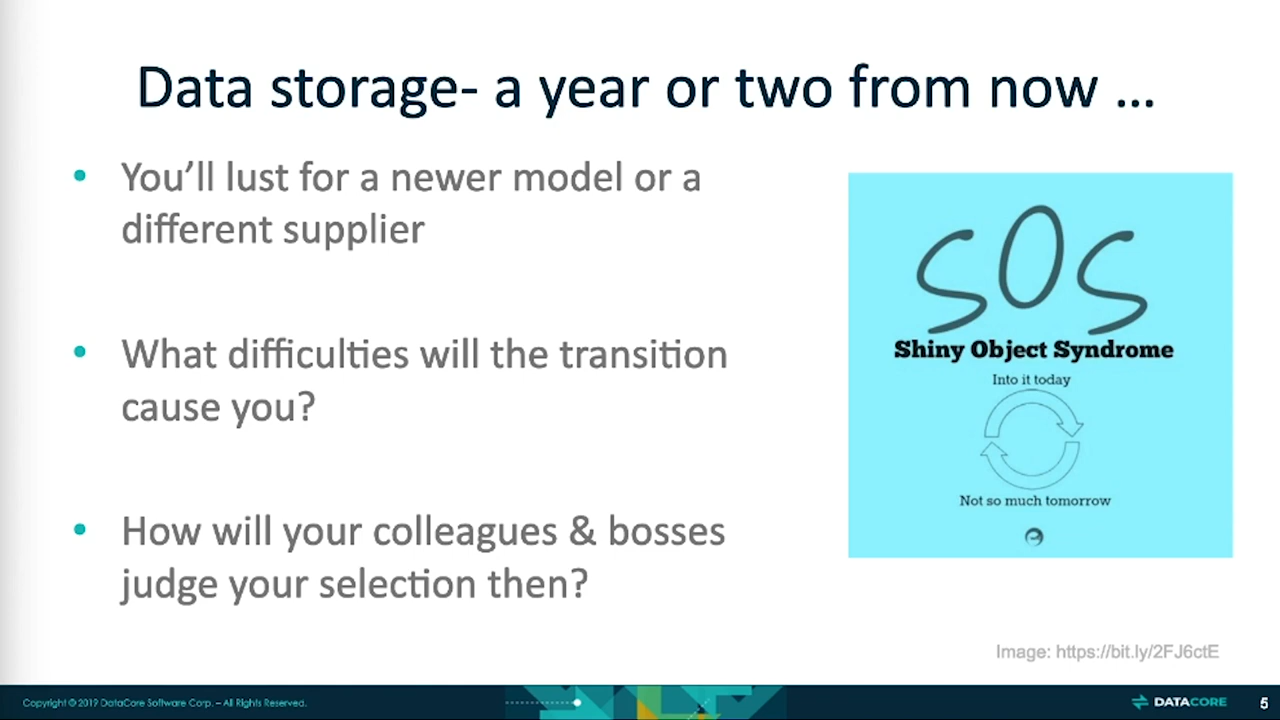 Data storage- a year or two from now ...
• You’ll lust for a newer model or a
different supplier
• What difficulties will the transition
cause you?
• How will your colleagues & bosses
judge your selection then?
SOS
Shiny Object Syndrome
Into it today
Not so much tomorrow
Image: https://bit.ly/2FJ6ctE
Copyright © 2019 DataCore Software Corp. – All Rights Reserved.
DATACORE
5